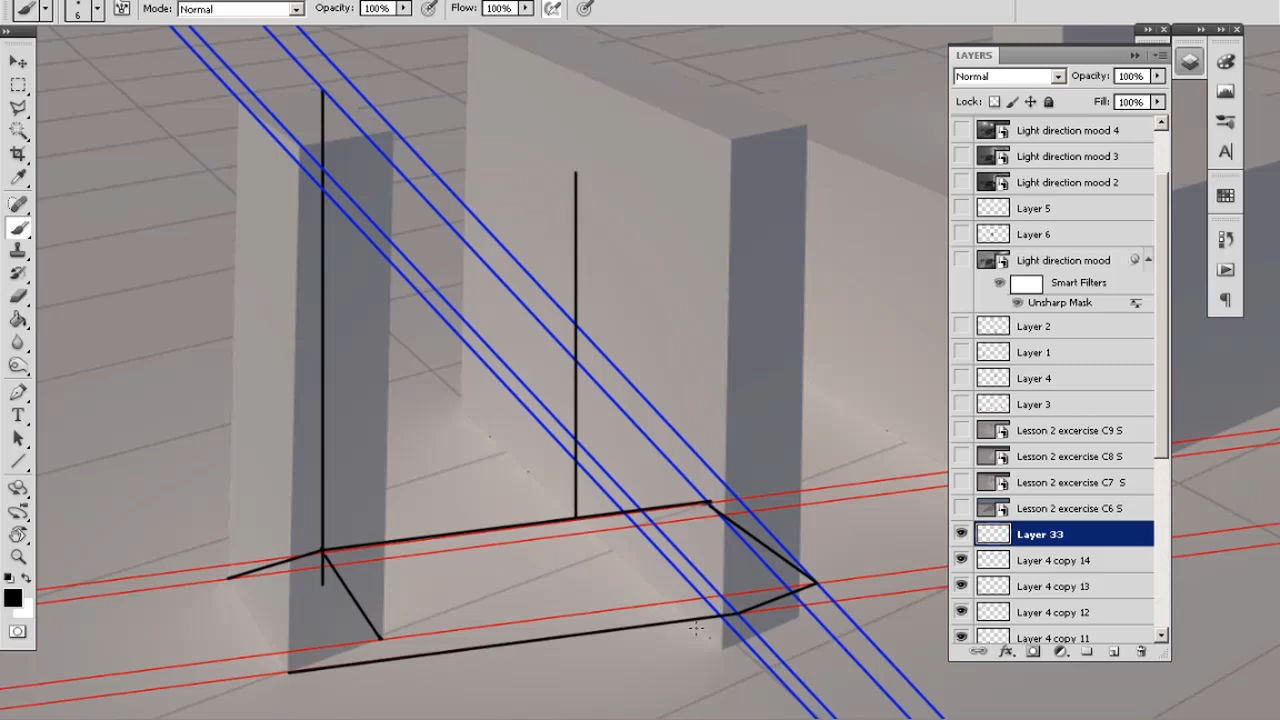 Mode: Normal Opacity: 100% Flow: 100%
6
LAYERS
Normal Opacity: 100%
Lock: Fill: 100%
Light direction mood 4
Light direction mood 3
Light direction mood 2
Layer 5
Layer 6
Light direction mood
Smart Filters
Unsharp Mask
Layer 2
Layer 1
Layer 4
Layer 3
Lesson 2 excercise C9 S
Lesson 2 excercise C8 S
Lesson 2 excercise C7 S
Lesson 2 excercise C6 S
Layer 33
Layer 4 copy 14
Layer 4 copy 13
Layer 4 copy 12
Layer 4 copy 11